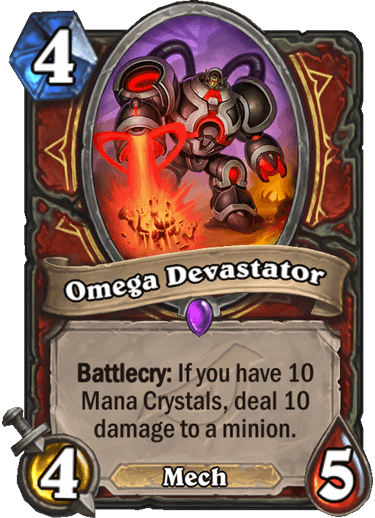 4
Omega Devastator
Battlecry: If you have 10
Mana Crystals, deal 10
damage to a minion.
4
Mech
5